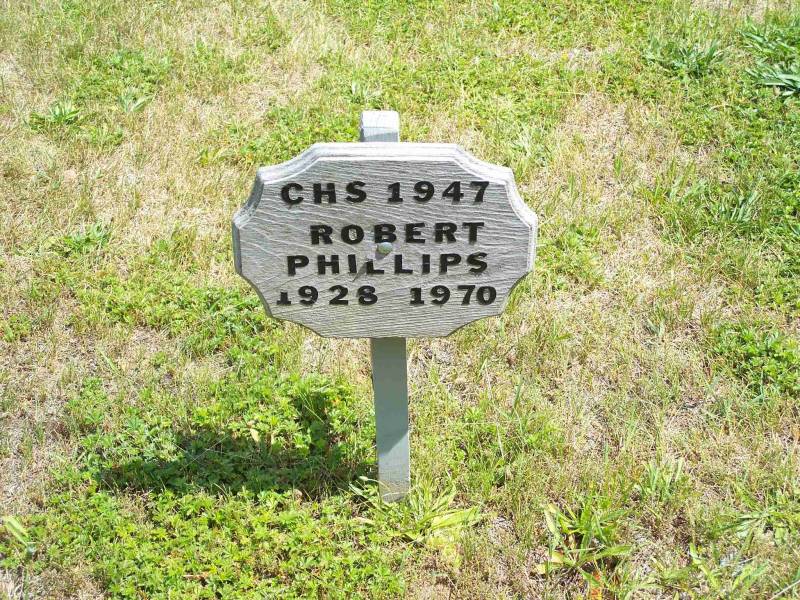 CHS 1947
ROBERT
PHILLIPS
1928 1970